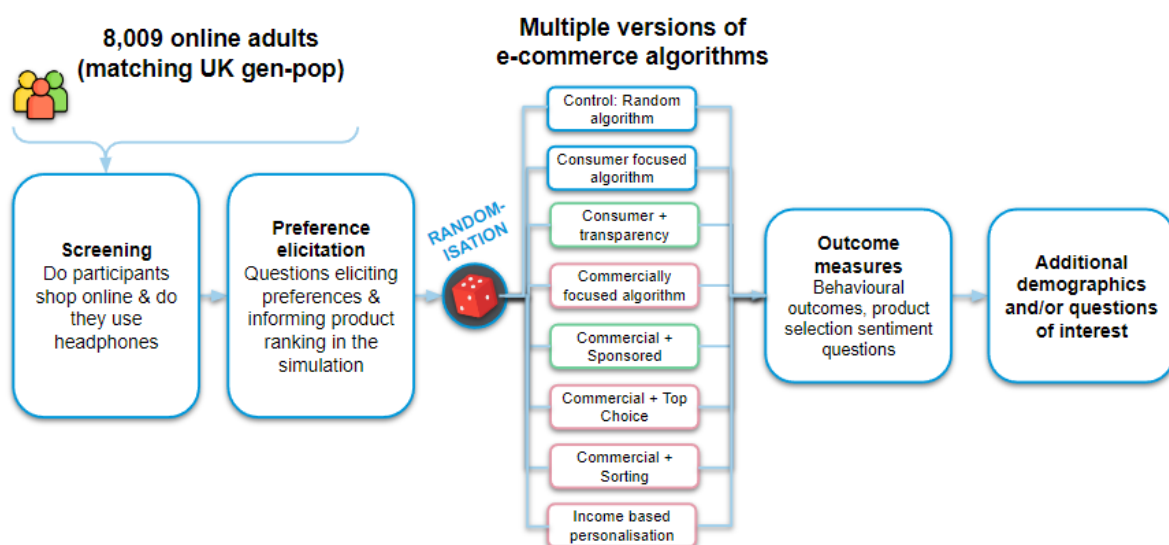 8,009 online adults
(matching UK gen-pop)
Screening
Do participants
shop online & do
they use
headphones
Preference
elicitation
Questions eliciting
preferences &
informing product
ranking in the
simulation
RANDOM-
ISATION
Multiple versions of
e-commerce algorithms
Control: Random
algorithm
Consumer focused
algorithm
Consumer +
transparency
Commercially
focused algorithm
Commercial +
Sponsored
Commercial + Top
Choice
Commercial +
Sorting
Income based
personalisation
Outcome
measures
Behavioural
outcomes, product
selection sentiment
questions
Additional
demographics
and/or questions
of interest